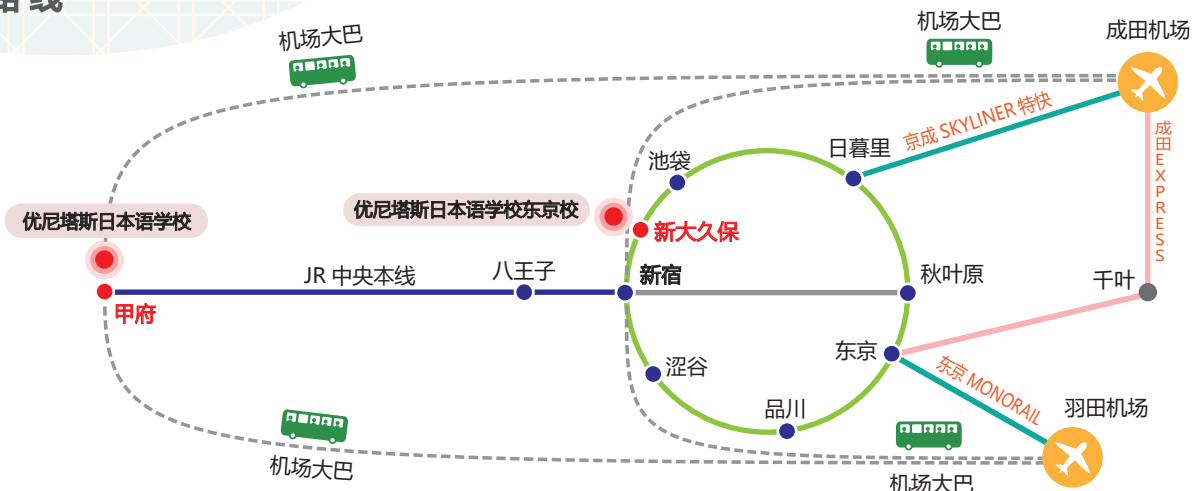 路线
机场大巴
机场大巴
成田机场
京成 SKYLINER 特快
日暮里
池袋
成田EXPRESS
优尼塔斯日本语学校东京校
优尼塔斯日本语学校
新大久保
JR 中央本线
八王子
新宿
秋叶原
千叶
甲府
东京
涩谷
东京 MONORAIL
品川
羽田机场
机场大巴
机场大巴